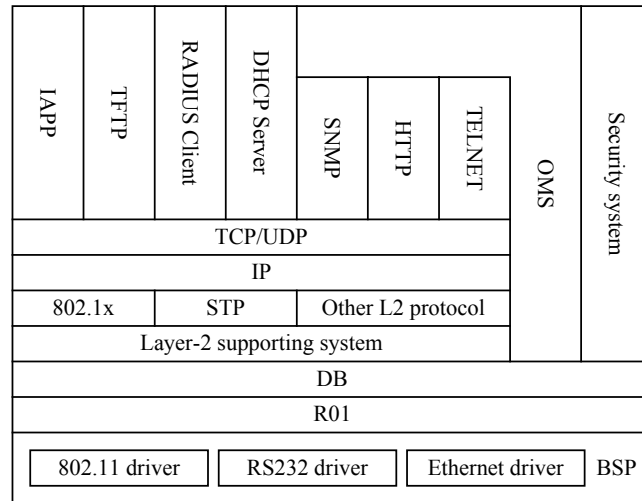 IAPP
TFTP
RADIUS Client
DHCP Server
SNMP
HTTP
TELNET
OMS
Security system
TCP/UDP
IP
802.1x
STP
Other L2 protocol
Layer-2 supporting system
DB
R01
802.11 driver
RS232 driver
Ethernet driver
BSP